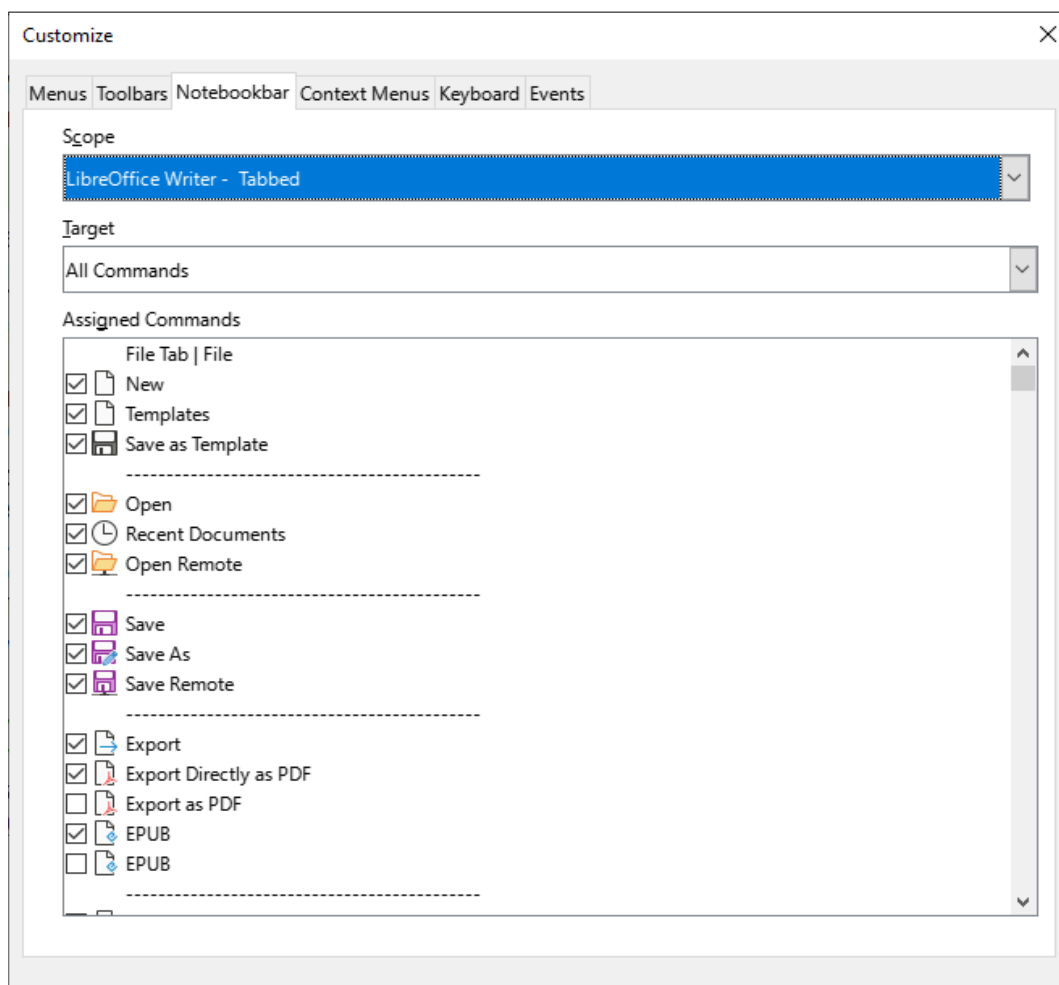 Customize
Menus Toolbars Notebookbar Context Menus Keyboard Events
Scope
LibreOffice Writer -  Tabbed
Target
All Commands
Assigned Commands
File Tab | File
New
Templates
Save as Template
--------------------------------------------
Open
Recent Documents
Open Remote
--------------------------------------------
Save
Save As
Save Remote
--------------------------------------------
Export
Export Directly as PDF
Export as PDF
EPUB
EPUB
--------------------------------------------